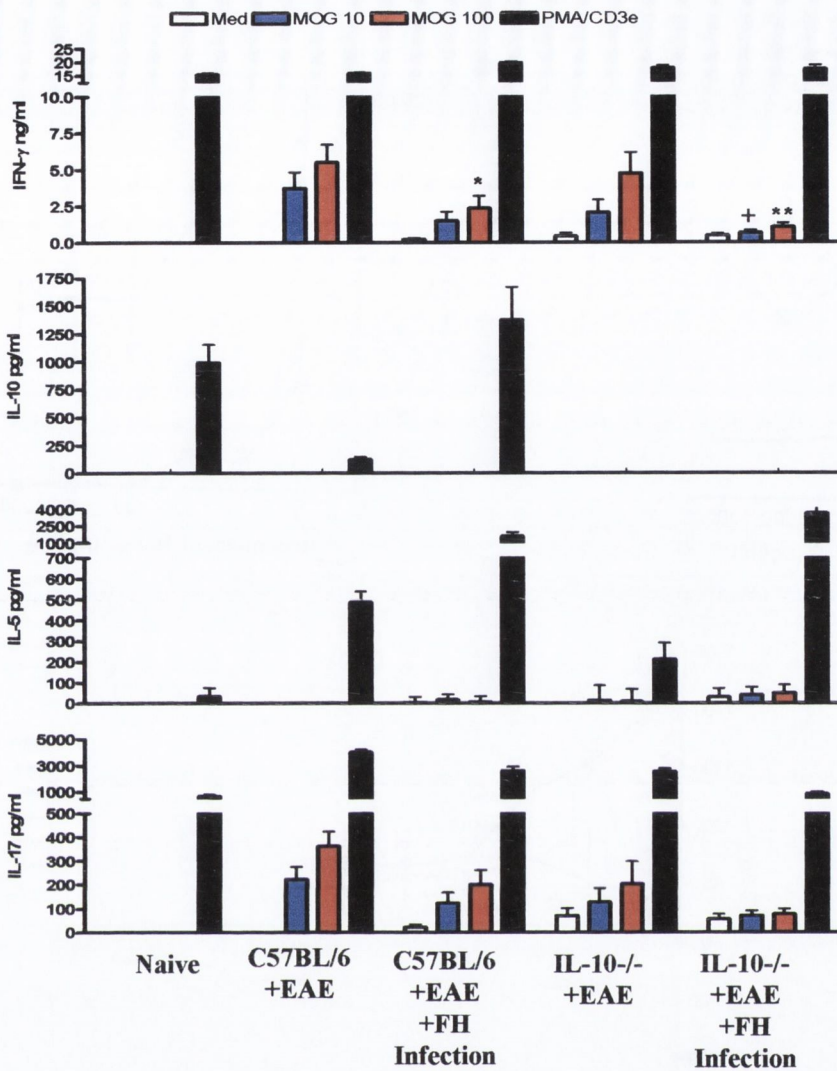 Med MOG 10 MOG 100 PMA/CD3e
IFN-γ ng/ml
25
20
15
10.0
7.5
5.0
2.5
0.0
*
+
**
IL-10 pg/ml
1750
1500
1250
1000
750
500
250
0
IL-5 pg/ml
4000
2500
1000
700
600
500
400
300
200
100
0
IL-17 pg/ml
5000
3000
1000
500
400
300
200
100
0
Naive
C57BL/6
+EAE
C57BL/6
+EAE
+FH
Infection
IL-10-/-
+EAE
IL-10-/-
+EAE
+FH
Infection